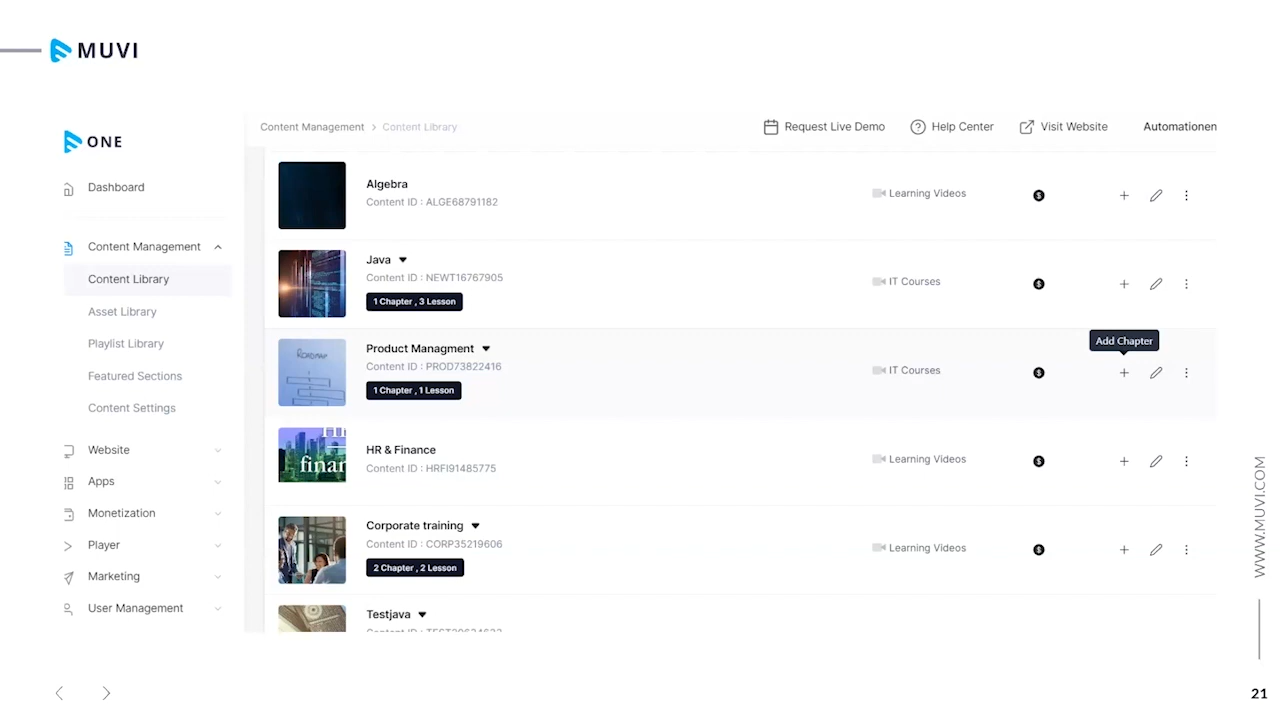 MUVI
ONE
Content Management > Content Library
Request Live Demo
Help Center
Visit Website
Automationen
Dashboard
Content Management
Content Library
Asset Library
Playlist Library
Featured Sections
Content Settings
Website
Apps
Monetization
Player
Marketing
User Management
Algebra
Content ID : ALGE68791182
Learning Videos
Java
Content ID : NEWT16767905
1 Chapter , 3 Lesson
IT Courses
Add Chapter
ROADMAP
Product Managment
Content ID : PROD73822416
1 Chapter , 1 Lesson
IT Courses
HR & Finance
Content ID : HRFI91485775
Learning Videos
Corporate training
Content ID : CORP35219606
2 Chapter , 2 Lesson
Learning Videos
Testjava
Content ID :
WWW.MUVI.COM
21